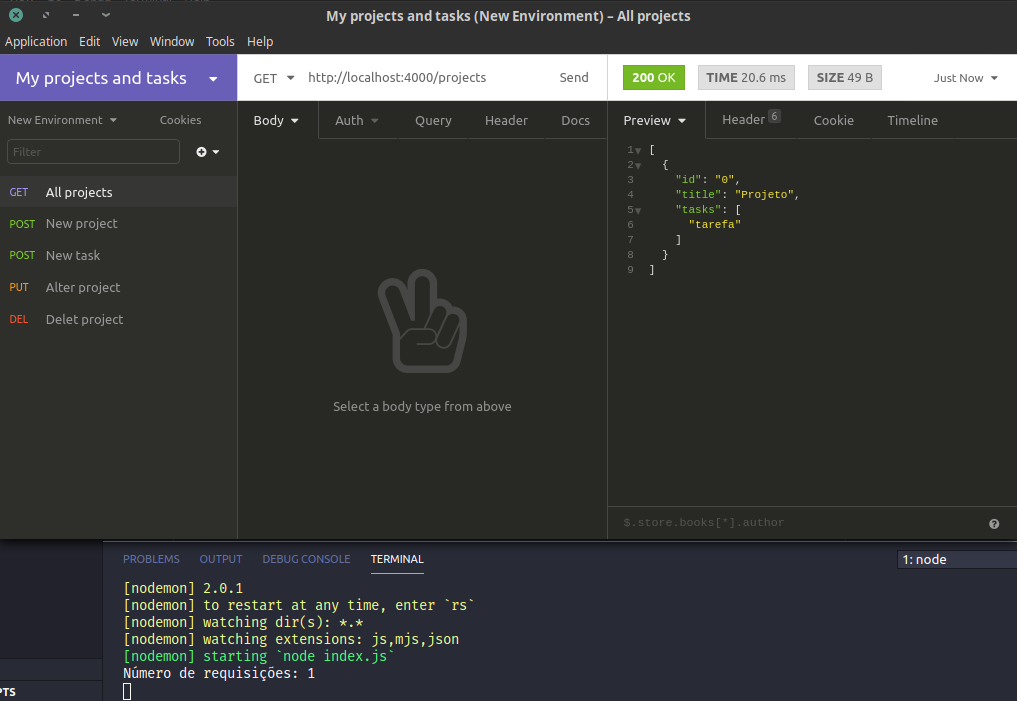 My projects and tasks (New Environment) – All projects
Application Edit View Window Tools Help
My projects and tasks
GET http://localhost:4000/projects Send
200 OK TIME 20.6 ms SIZE 49 B Just Now
New Environment Cookies
Body Auth Query Header Docs
Preview Header 6 Cookie Timeline
Filter
GET All projects
POST New project
POST New task
PUT Alter project
DEL Delet project
Select a body type from above
1 [
2 {
3 "id": "0",
4 "title": "Projeto",
5 "tasks": [
6 "tarefa"
7 ]
8 }
9 ]
$.store.books[*].author
PROBLEMS OUTPUT DEBUG CONSOLE TERMINAL 1: node
[nodemon] 2.0.1
[nodemon] to restart at any time, enter `rs`
[nodemon] watching dir(s): *.*
[nodemon] watching extensions: js,mjs,json
[nodemon] starting `node index.js`
Número de requisições: 1
PTS